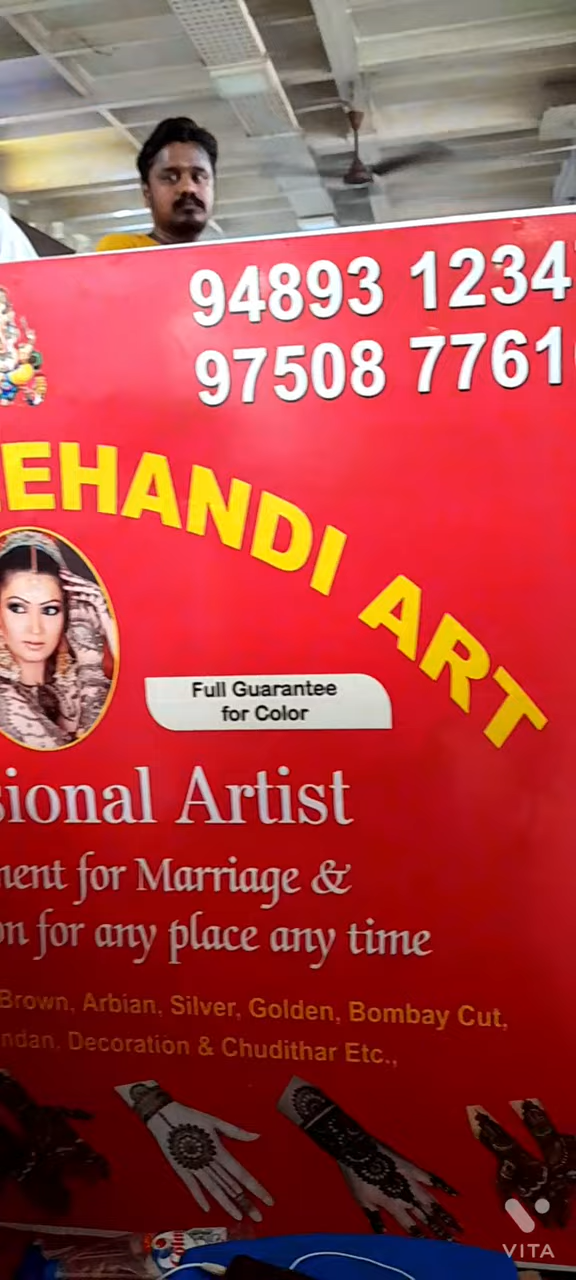 94893 1234
97508 7761
EHANDI ART
Full Guarantee
for Color
sional Artist
ment for Marriage &
on for any place any time
Brown, Arbian, Silver, Golden, Bombay Cut,
ndan, Decoration & Chudithar Etc.,
VITA